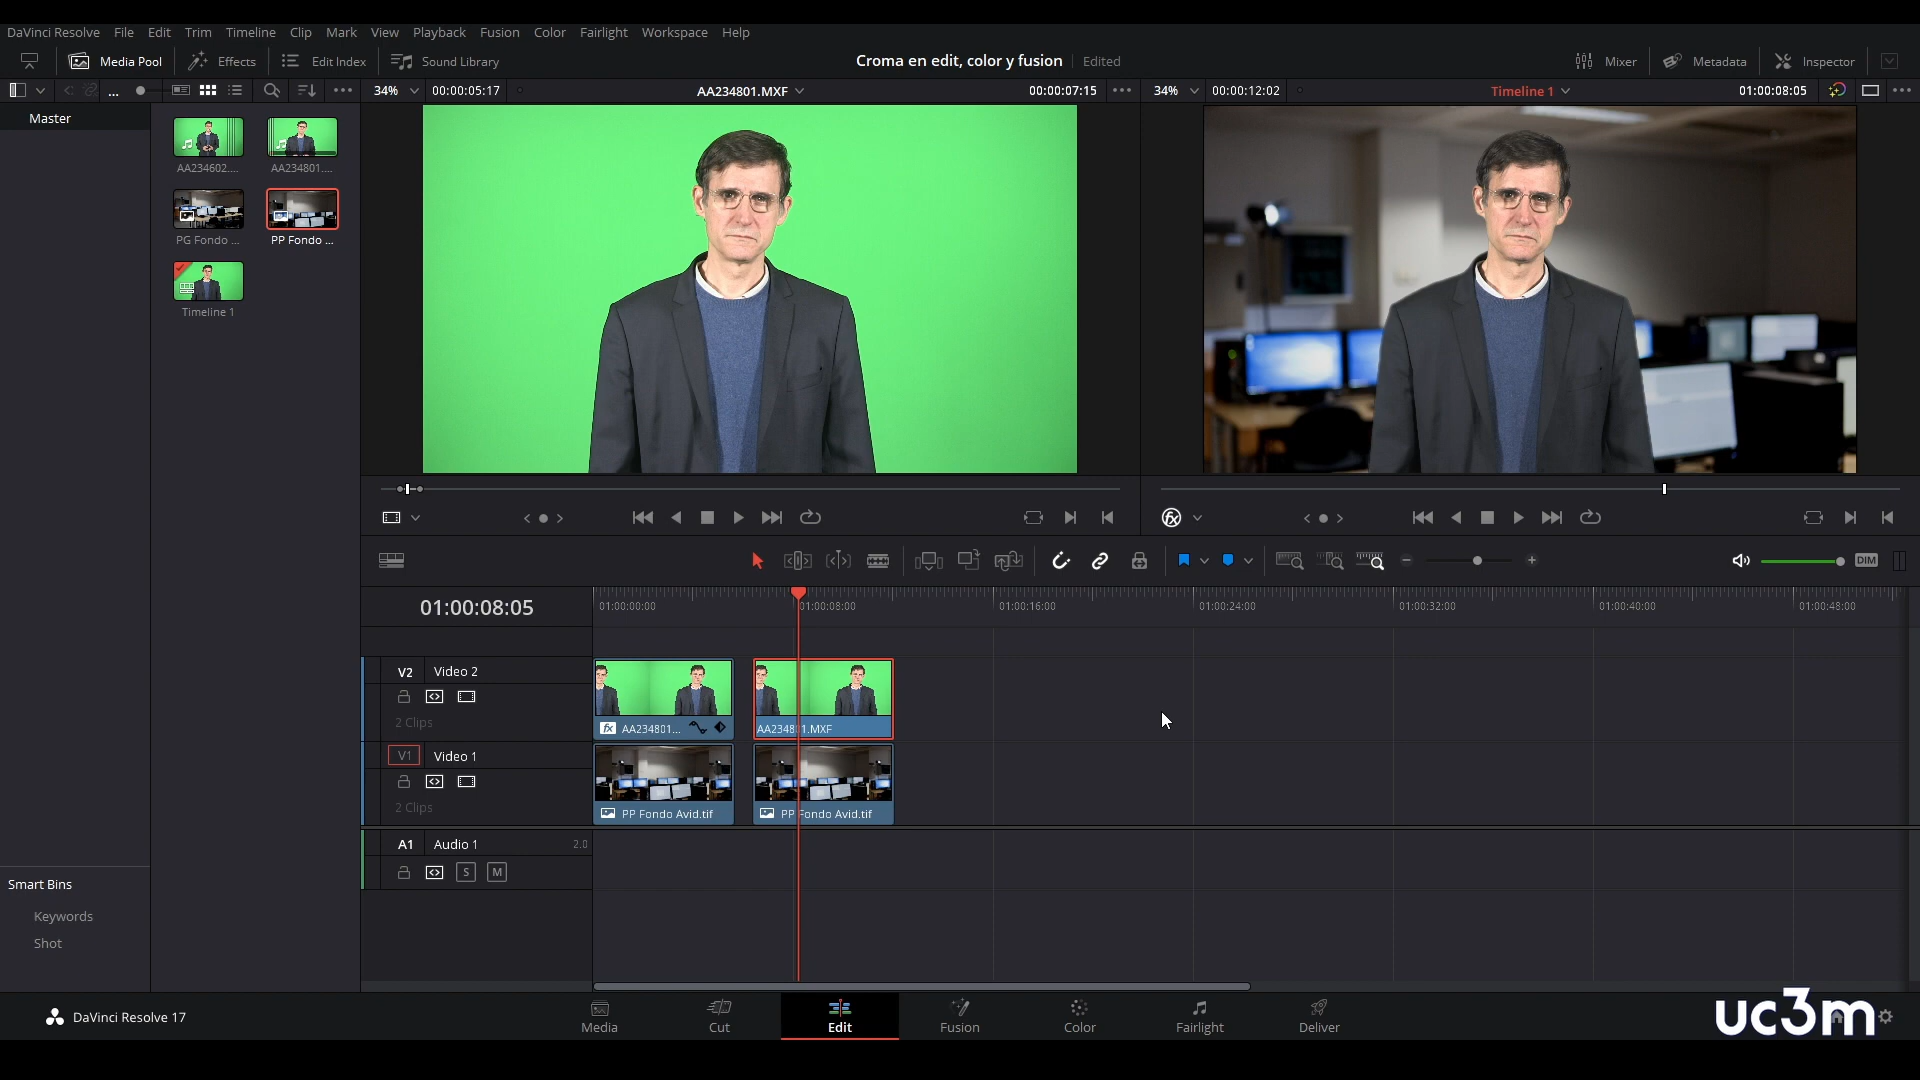 DaVinci Resolve File Edit Trim Timeline Clip Mark View Playback Fusion Color Fairlight Workspace Help
Media Pool Effects Edit Index Sound Library Croma en edit, color y fusion Edited Mixer Metadata Inspector
... 34% 00:00:05:17 AA234801.MXF 00:00:07:15 34% 00:00:12:02 Timeline 1 01:00:08:05
Master
AA234602.... AA234801....
PG Fondo ... PP Fondo ...
Timeline 1
fx
DIM
01:00:08:05
01:00:00:00 01:00:08:00 01:00:16:00 01:00:24:00 01:00:32:00 01:00:40:00 01:00:48:00
V2 Video 2
2 Clips
fx AA234801... AA234801.MXF
V1 Video 1
2 Clips
PP Fondo Avid.tif PP Fondo Avid.tif
A1 Audio 1 2.0
S M
Smart Bins
Keywords
Shot
DaVinci Resolve 17
Media Cut Edit Fusion Color Fairlight Deliver
uc3m